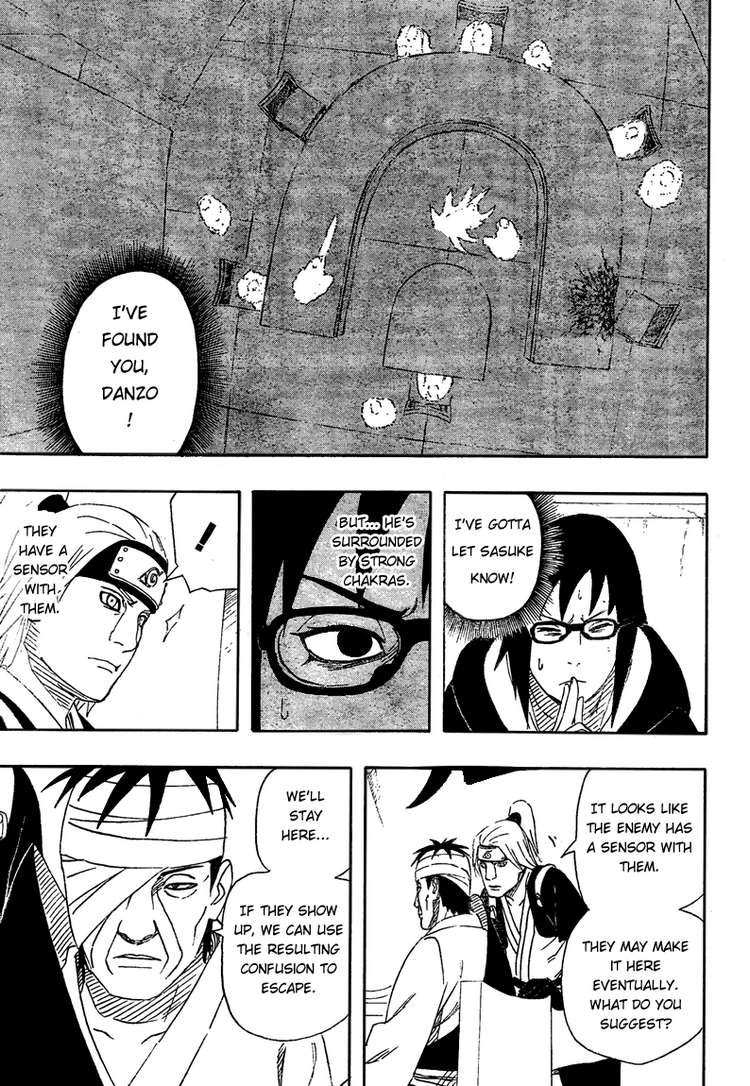 I'VE
FOUND
YOU,
DANZO
!
I'VE GOTTA
LET SASUKE
KNOW!
BUT... HE'S
SURROUNDED
BY STRONG
CHAKRAS.
!
THEY
HAVE A
SENSOR
WITH
THEM.
IT LOOKS LIKE
THE ENEMY HAS
A SENSOR WITH
THEM.
THEY MAY MAKE
IT HERE
EVENTUALLY.
WHAT DO YOU
SUGGEST?
WE'LL
STAY
HERE...
IF THEY SHOW
UP, WE CAN USE
THE RESULTING
CONFUSION TO
ESCAPE.